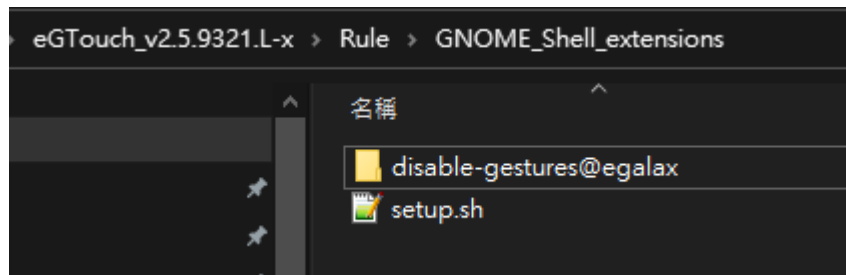 eGTouch_v2.5.9321.L-x > Rule > GNOME_Shell_extensions
名稱
disable-gestures@egalax
setup.sh